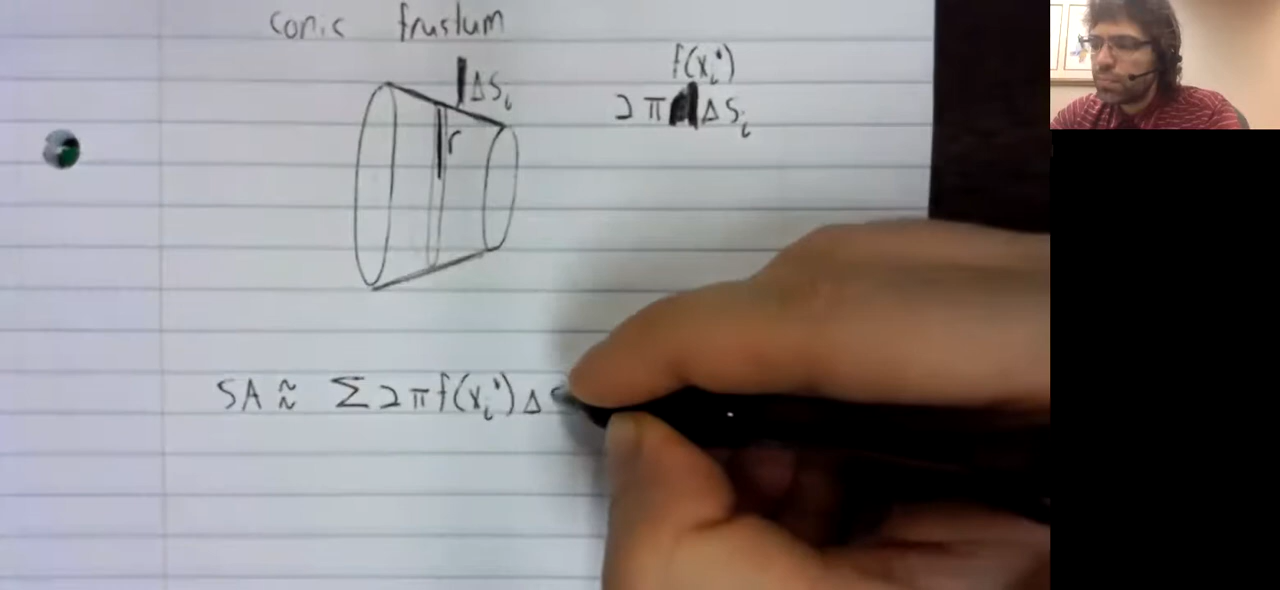 conic frustum
f(xᵢ*)
ΔSᵢ
2π ΔSᵢ
r
SA ≈ Σ 2π f(xᵢ*) Δ